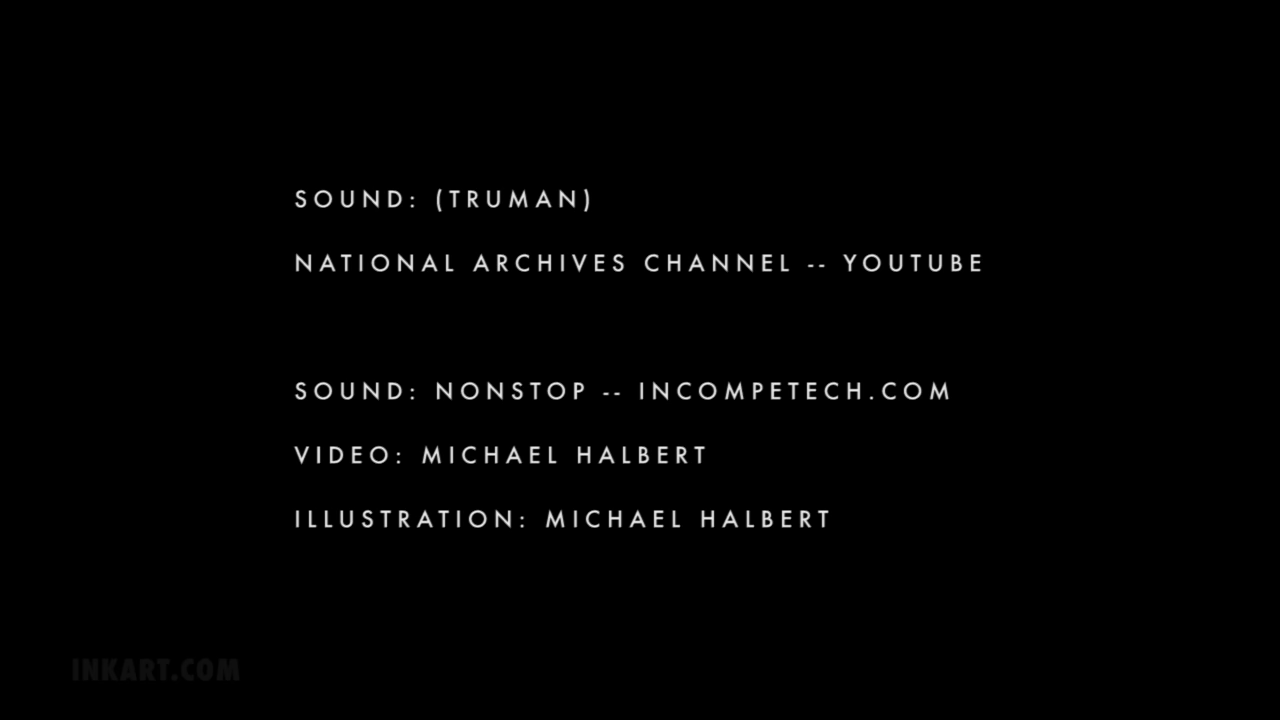 SOUND: (TRUMAN)
NATIONAL ARCHIVES CHANNEL -- YOUTUBE
SOUND: NONSTOP -- INCOMPETECH.COM
VIDEO: MICHAEL HALBERT
ILLUSTRATION: MICHAEL HALBERT
INKART.COM